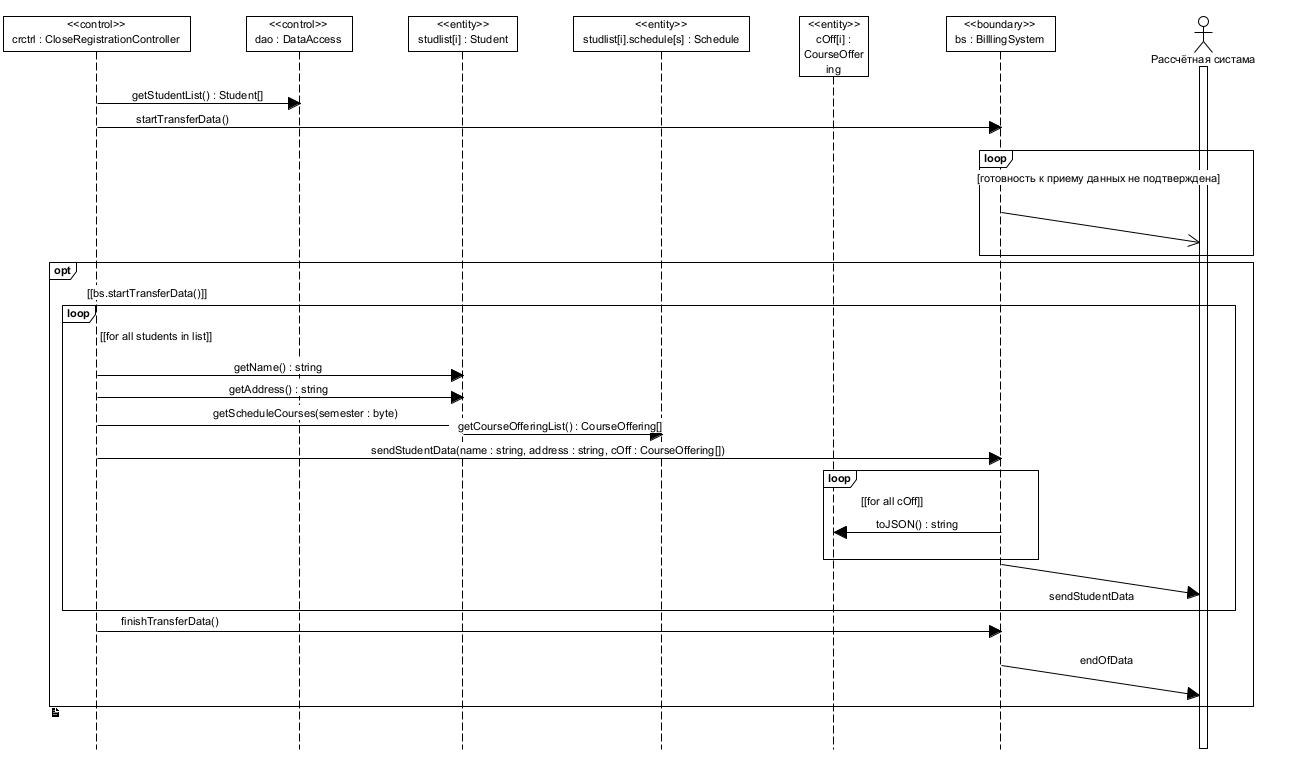 <<control>>
crctrl : CloseRegistrationController
<<control>>
dao : DataAccess
<<entity>>
studlist[i] : Student
<<entity>>
studlist[i].schedule[s] : Schedule
<<entity>>
cOff[i] :
CourseOffer
ing
<<boundary>>
bs : BilllingSystem
Рассчётная систама
getStudentList() : Student[]
startTransferData()
loop
[готовность к приему данных не подтверждена]
opt
[[bs.startTransferData()]]
loop
[[for all students in list]]
getName() : string
getAddress() : string
getScheduleCourses(semester : byte)
getCourseOfferingList() : CourseOffering[]
sendStudentData(name : string, address : string, cOff : CourseOffering[])
loop
[[for all cOff]]
toJSON() : string
sendStudentData
finishTransferData()
endOfData